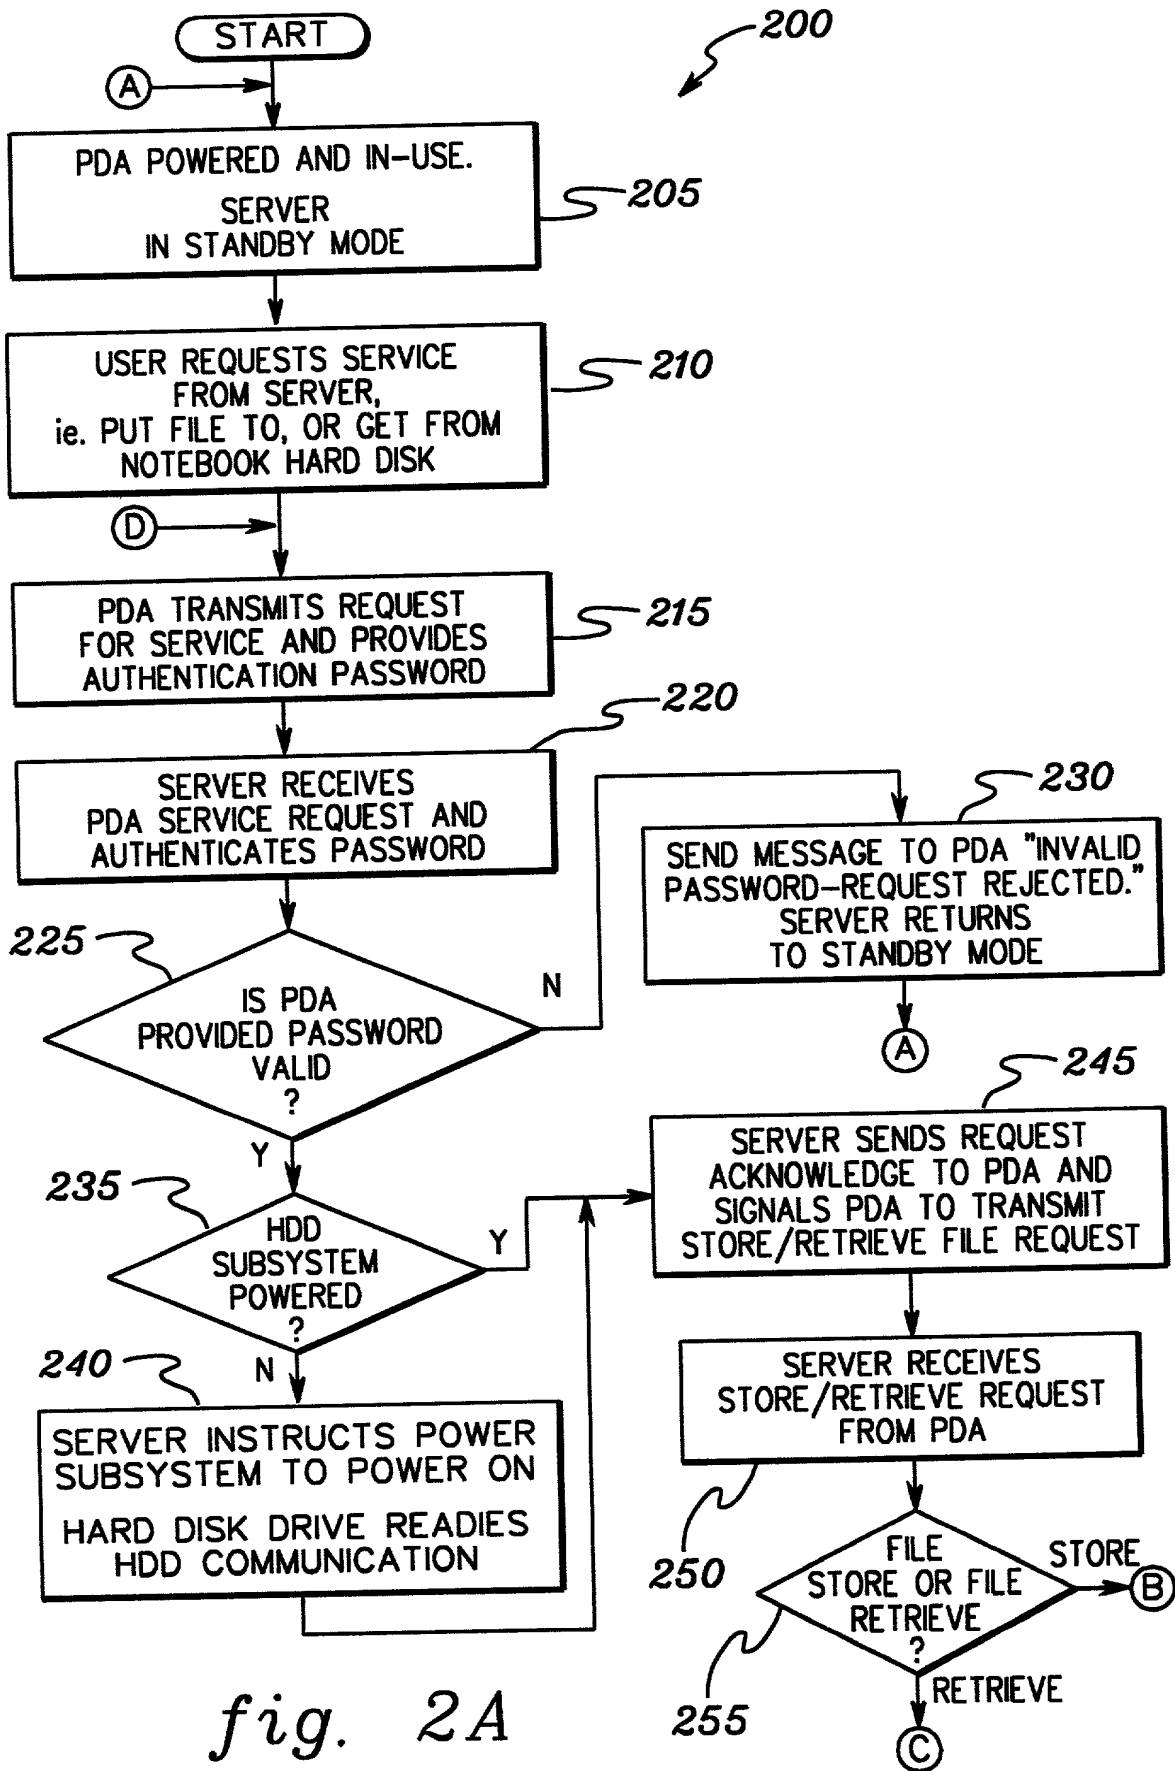 START
200
A
PDA POWERED AND IN-USE.
SERVER
IN STANDBY MODE
205
USER REQUESTS SERVICE
FROM SERVER,
ie. PUT FILE TO, OR GET FROM
NOTEBOOK HARD DISK
210
D
PDA TRANSMITS REQUEST
FOR SERVICE AND PROVIDES
AUTHENTICATION PASSWORD
215
SERVER RECEIVES
PDA SERVICE REQUEST AND
AUTHENTICATES PASSWORD
220
225
IS PDA
PROVIDED PASSWORD
VALID
?
N
Y
230
SEND MESSAGE TO PDA "INVALID
PASSWORD-REQUEST REJECTED."
SERVER RETURNS
TO STANDBY MODE
A
235
HDD
SUBSYSTEM
POWERED
?
Y
N
240
SERVER INSTRUCTS POWER
SUBSYSTEM TO POWER ON
HARD DISK DRIVE READIES
HDD COMMUNICATION
245
SERVER SENDS REQUEST
ACKNOWLEDGE TO PDA AND
SIGNALS PDA TO TRANSMIT
STORE/RETRIEVE FILE REQUEST
SERVER RECEIVES
STORE/RETRIEVE REQUEST
FROM PDA
250
FILE
STORE OR FILE
RETRIEVE
?
STORE
B
255
RETRIEVE
C
fig. 2A